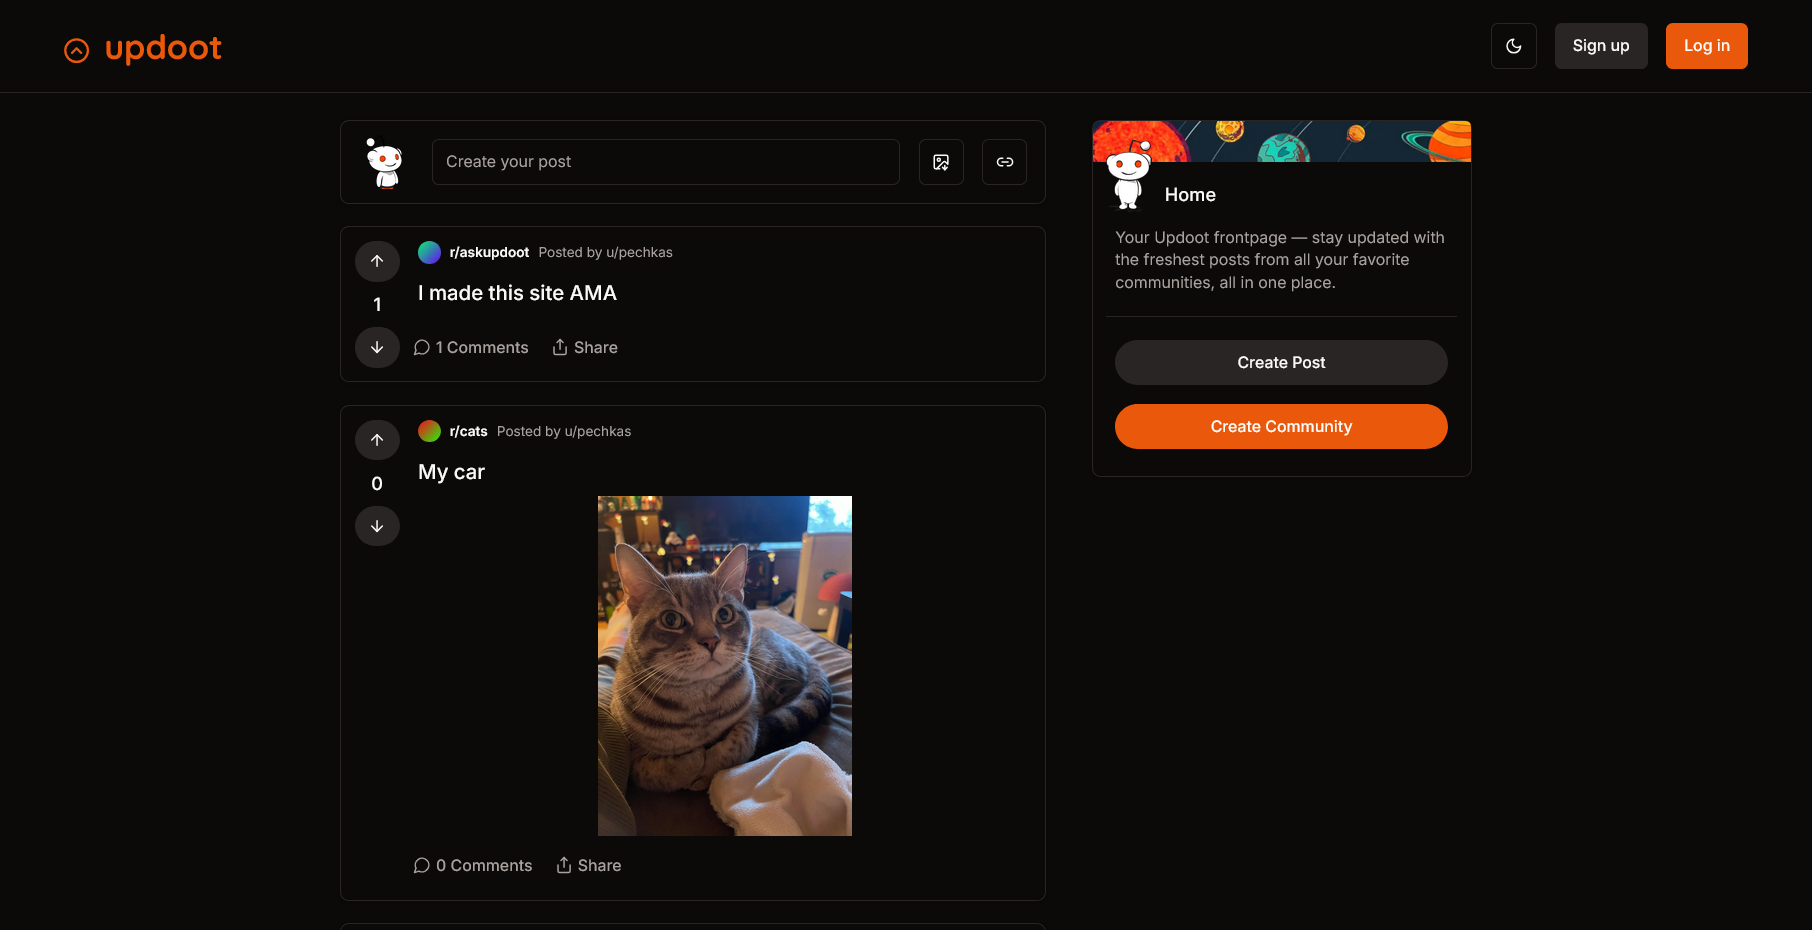 updoot
Sign up
Log in
Create your post
r/askupdoot Posted by u/pechkas
1
I made this site AMA
1 Comments
Share
r/cats Posted by u/pechkas
0
My car
0 Comments
Share
Home
Your Updoot frontpage — stay updated with
the freshest posts from all your favorite
communities, all in one place.
Create Post
Create Community